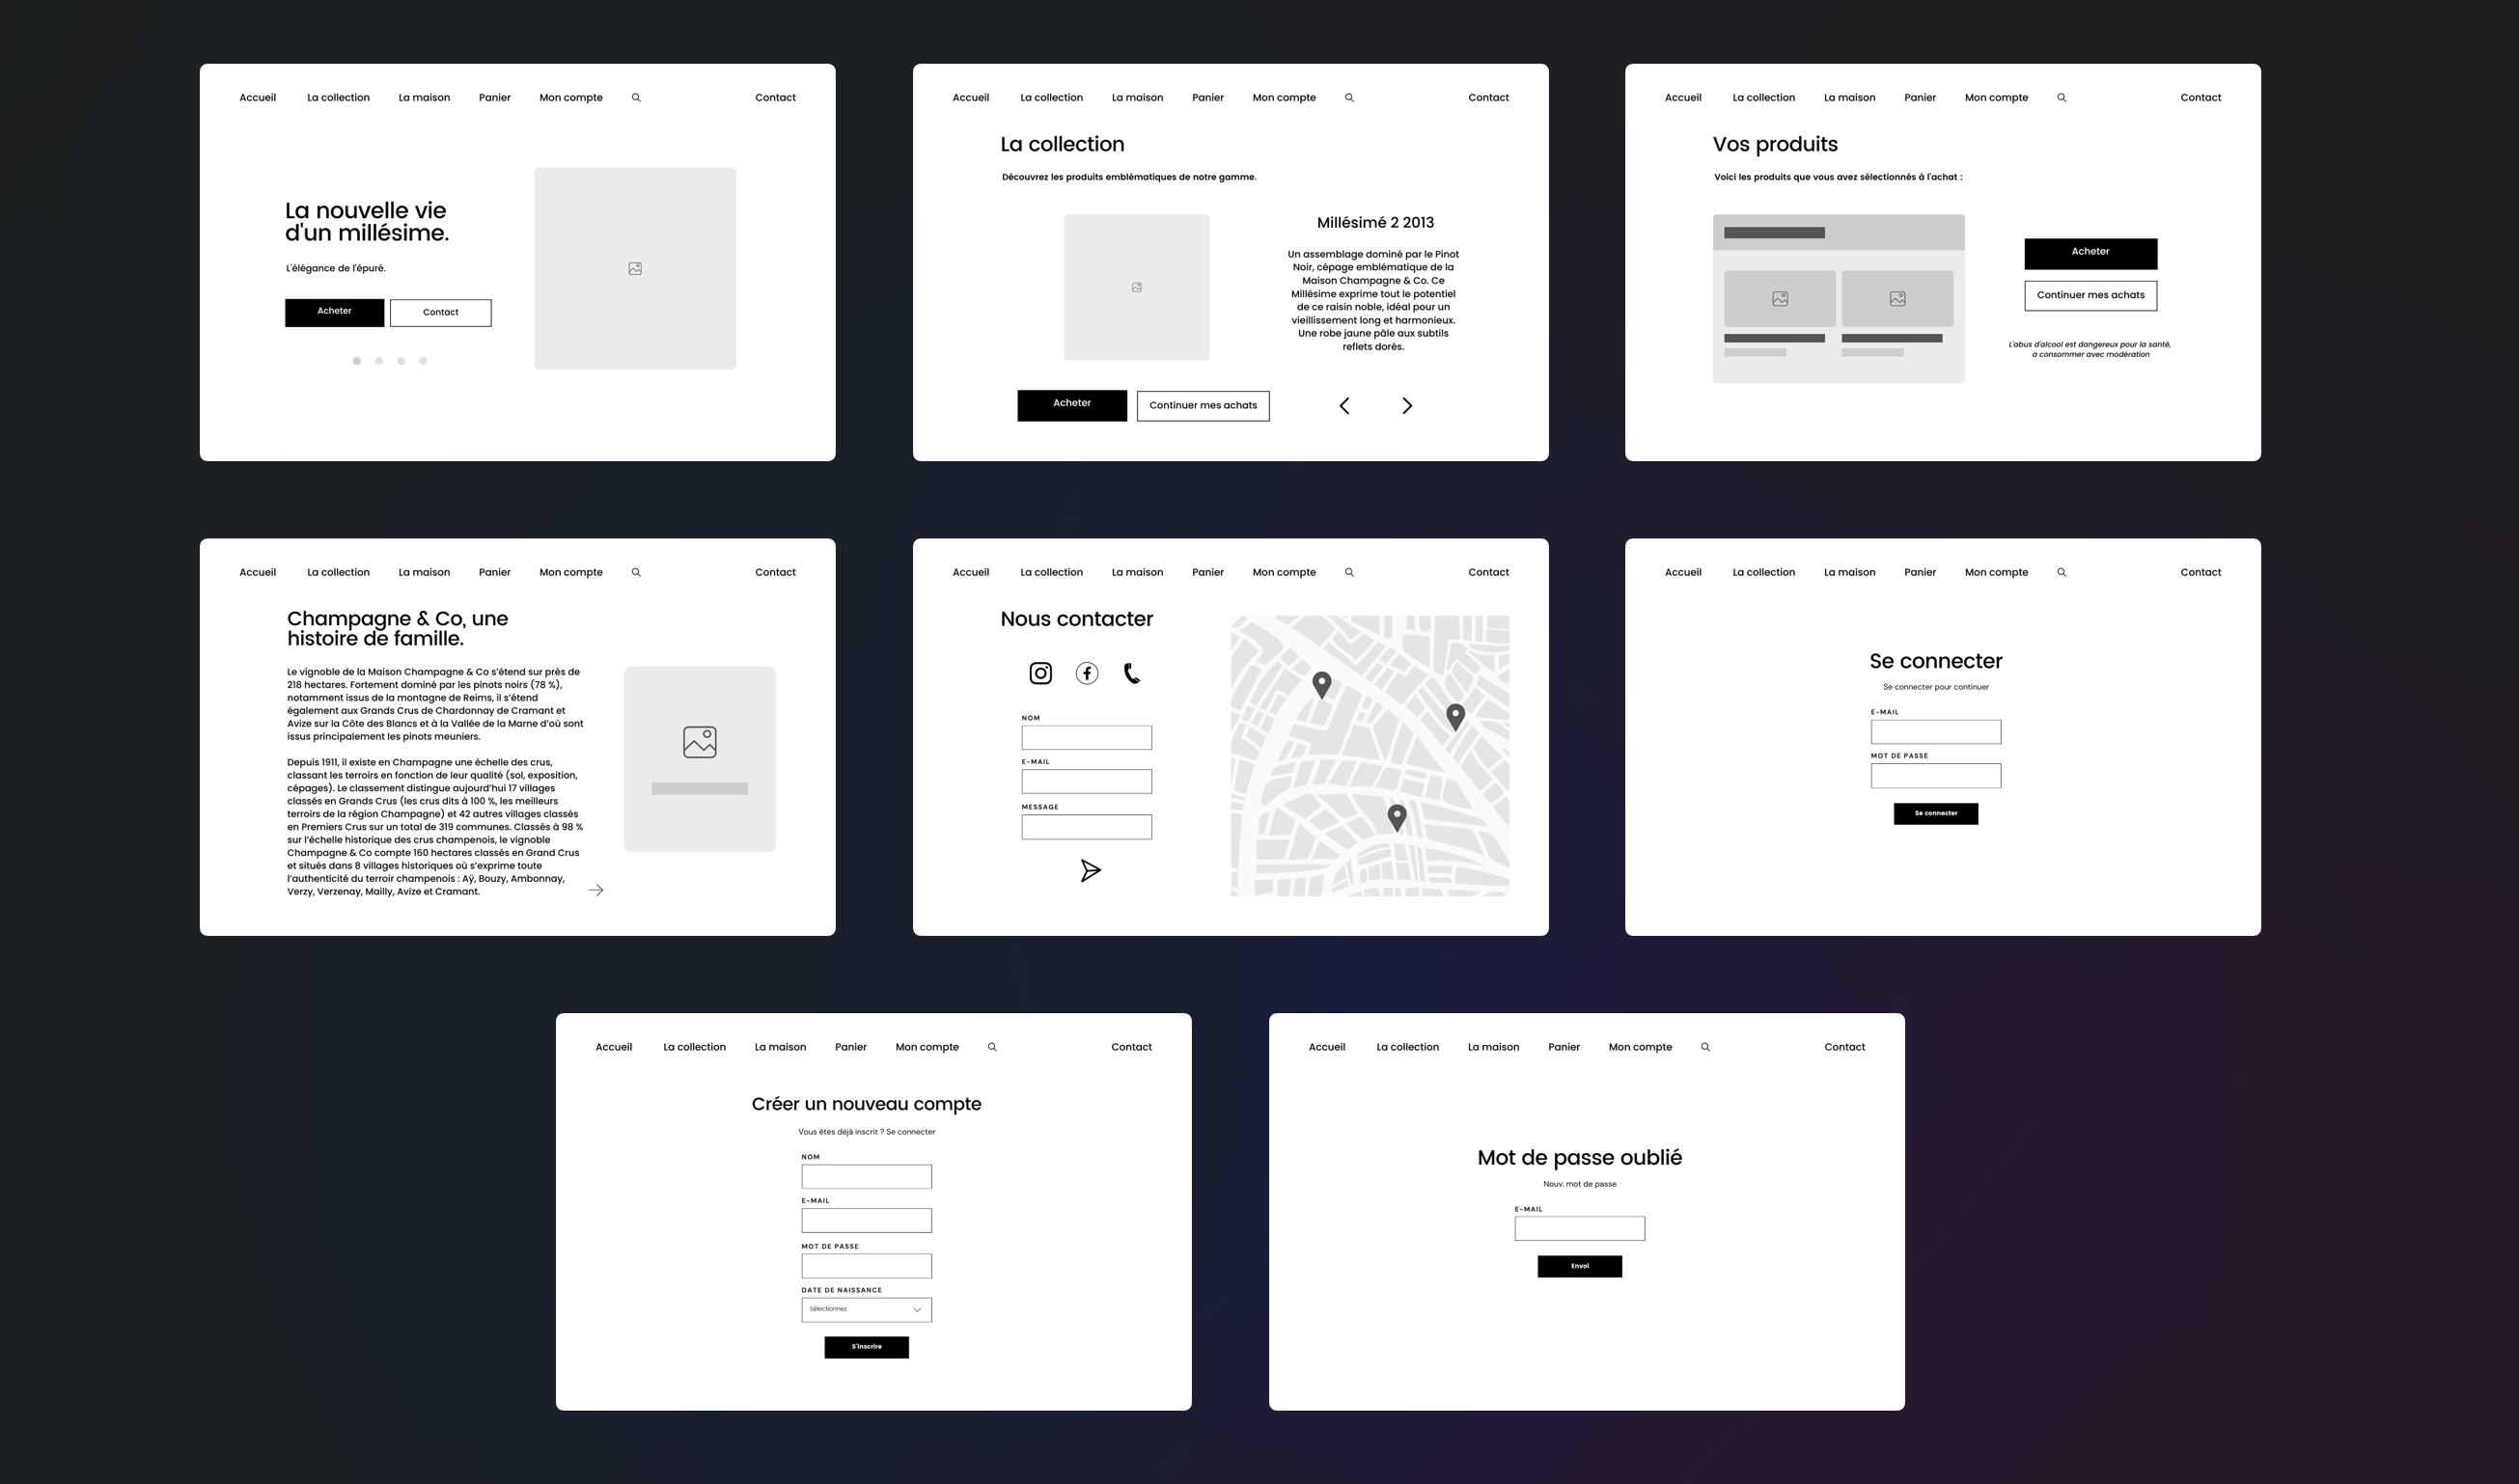 Accueil La collection La maison Panier Mon compte Contact
La nouvelle vie
d'un millésime.
L'élégance de l'épuré.
Acheter Contact
Accueil La collection La maison Panier Mon compte Contact
La collection
Découvrez les produits emblématiques de notre gamme.
Millésimé 2 2013
Un assemblage dominé par le Pinot
Noir, cépage emblématique de la
Maison Champagne & Co. Ce
Millésime exprime tout le potentiel
de ce raisin noble, idéal pour un
vieillissement long et harmonieux.
Une robe jaune pâle aux subtils
reflets dorés.
Acheter Continuer mes achats
Accueil La collection La maison Panier Mon compte Contact
Vos produits
Voici les produits que vous avez sélectionnés à l'achat :
Acheter
Continuer mes achats
L'abus d'alcool est dangereux pour la santé,
a consommer avec modération
Accueil La collection La maison Panier Mon compte Contact
Champagne & Co, une
histoire de famille.
Le vignoble de la Maison Champagne & Co s’étend sur près de
218 hectares. Fortement dominé par les pinots noirs (78 %),
notamment issus de la montagne de Reims, il s’étend
également aux Grands Crus de Chardonnay de Cramant et
Avize sur la Côte des Blancs et à la Vallée de la Marne d’où sont
issus principalement les pinots meuniers.
Depuis 1911, il existe en Champagne une échelle des crus,
classant les terroirs en fonction de leur qualité (sol, exposition,
cépages). Le classement distingue aujourd’hui 17 villages
classés en Grands Crus (les crus dits à 100 %, les meilleurs
terroirs de la région Champagne) et 42 autres villages classés
en Premiers Crus sur un total de 319 communes. Classés à 98 %
sur l’échelle historique des crus champenois, le vignoble
Champagne & Co compte 160 hectares classés en Grand Crus
et situés dans 8 villages historiques où s’exprime toute
l’authenticité du terroir champenois : Aÿ, Bouzy, Ambonnay,
Verzy, Verzenay, Mailly, Avize et Cramant.
Accueil La collection La maison Panier Mon compte Contact
Nous contacter
NOM
E-MAIL
MESSAGE
Accueil La collection La maison Panier Mon compte Contact
Se connecter
Se connecter pour continuer
E-MAIL
MOT DE PASSE
Se connecter
Accueil La collection La maison Panier Mon compte Contact
Créer un nouveau compte
Vous êtes déjà inscrit ? Se connecter
NOM
E-MAIL
MOT DE PASSE
DATE DE NAISSANCE
Sélectionnez
S'inscrire
Accueil La collection La maison Panier Mon compte Contact
Mot de passe oublié
Nouv. mot de passe
E-MAIL
Envoi